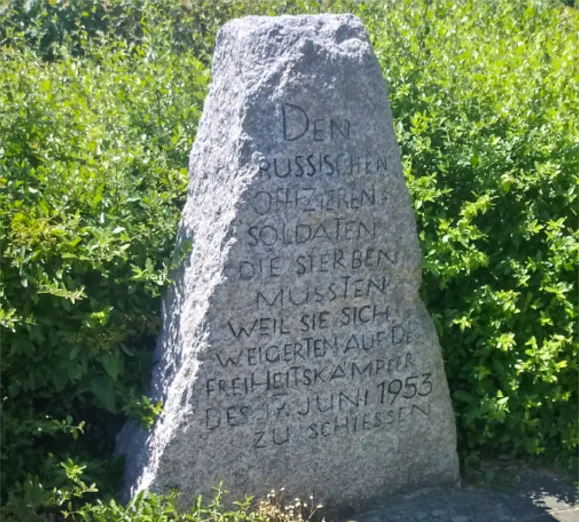 DEN
RUSSISCHEN
OFFIZIEREN +
SOLDATEN
DIE STERBEN
MUSSTEN
WEIL SIE SICH
WEIGERTEN AUF DE
FREIHEITSKÄMPFER
DES 17. JUNI 1953
ZU SCHIESSEN